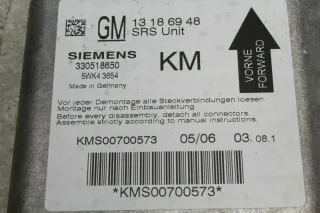 GM 13 18 69 48
SRS Unit
SIEMENS KM
330518650
5WK4 3654
Made in Germany
VORNE
FORWARD
Vor jeder Demontage alle Steckverbindungen loesen.
Montage nur nach Einbauanleitung
Before every disassembly, detach all connectors.
Assemble strictly according to manual instructions.
KMS00700573 05/06 03.08.1
*KMS00700573*